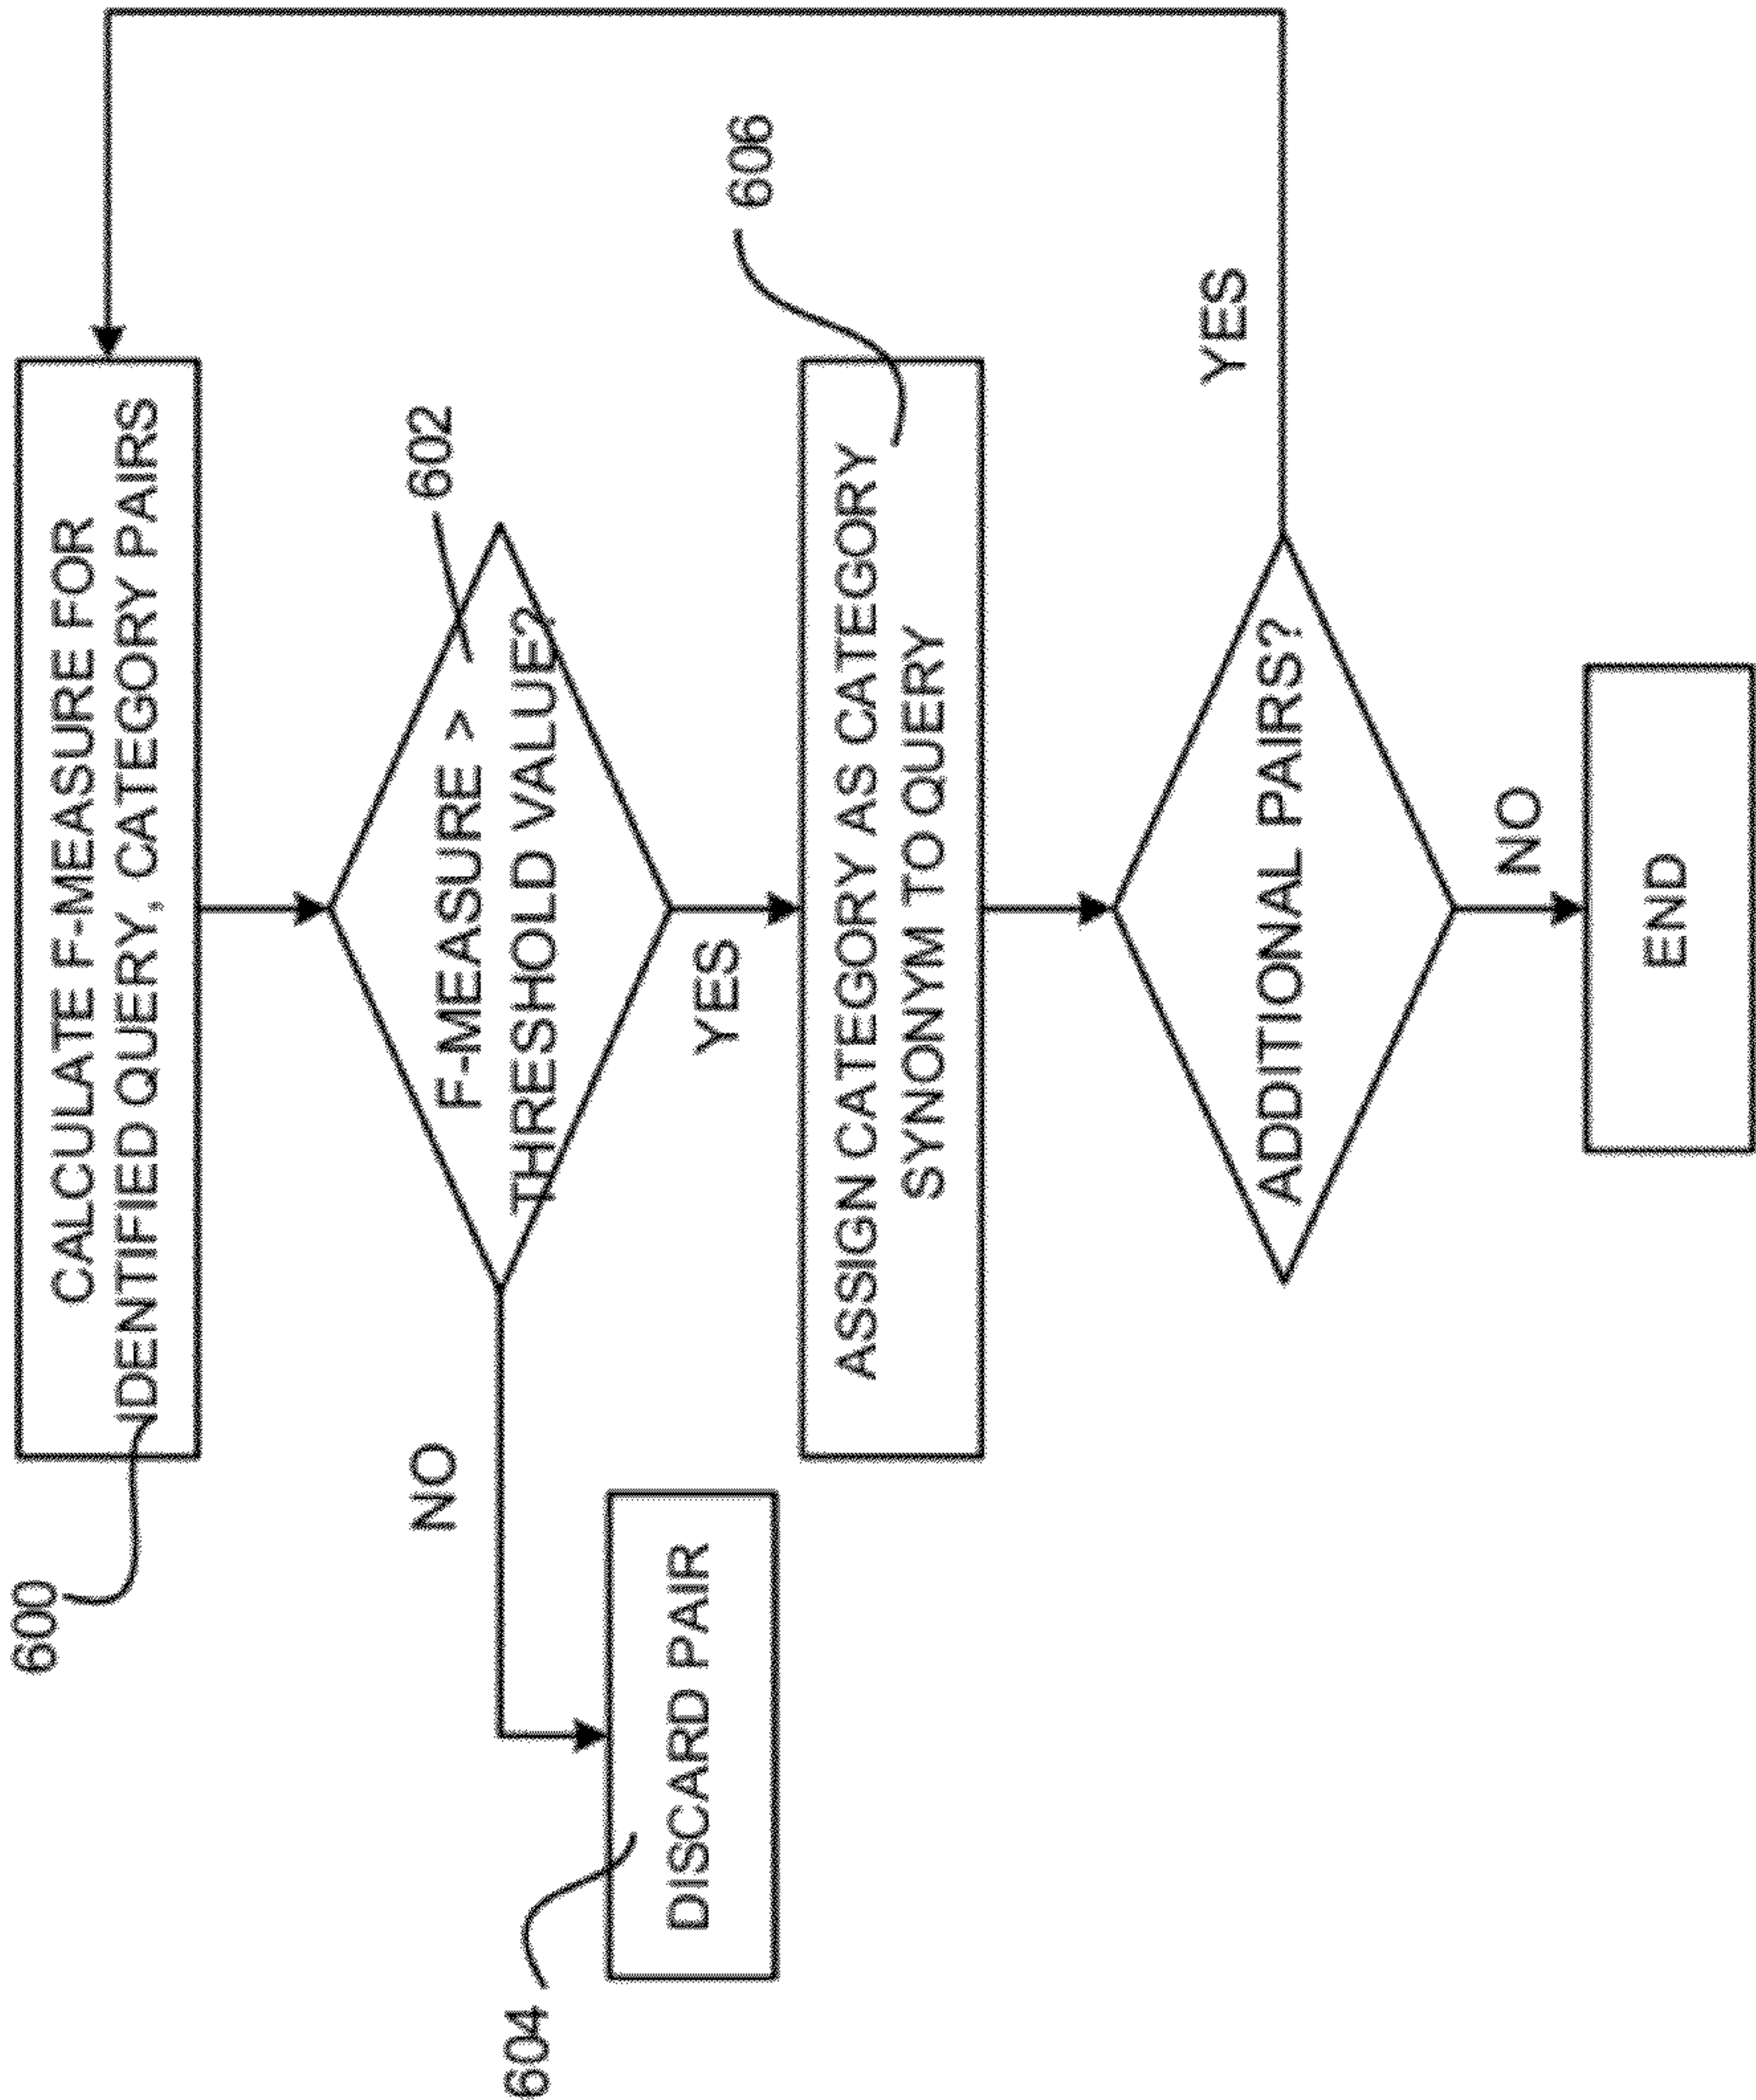 600
CALCULATE F-MEASURE FOR
IDENTIFIED QUERY, CATEGORY PAIRS
602
F-MEASURE >
THRESHOLD VALUE?
NO
YES
604
DISCARD PAIR
606
ASSIGN CATEGORY AS CATEGORY
SYNONYM TO QUERY
ADDITIONAL PAIRS?
YES
NO
END